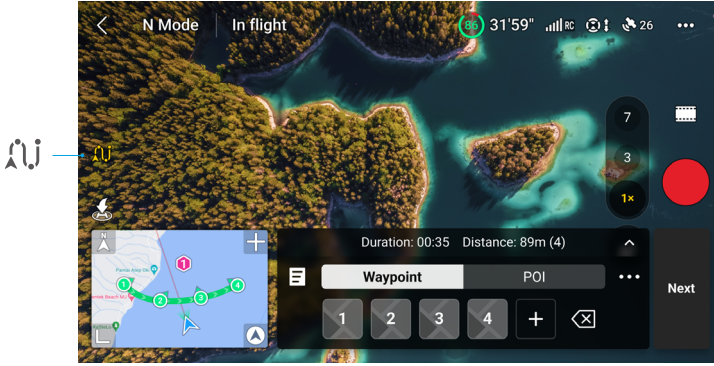 N Mode
In flight
86
31'59"
RC
26
7
3
1×
N
1
1
2
3
4
Duration: 00:35 Distance: 89m (4)
Waypoint
POI
Next
1
2
3
4